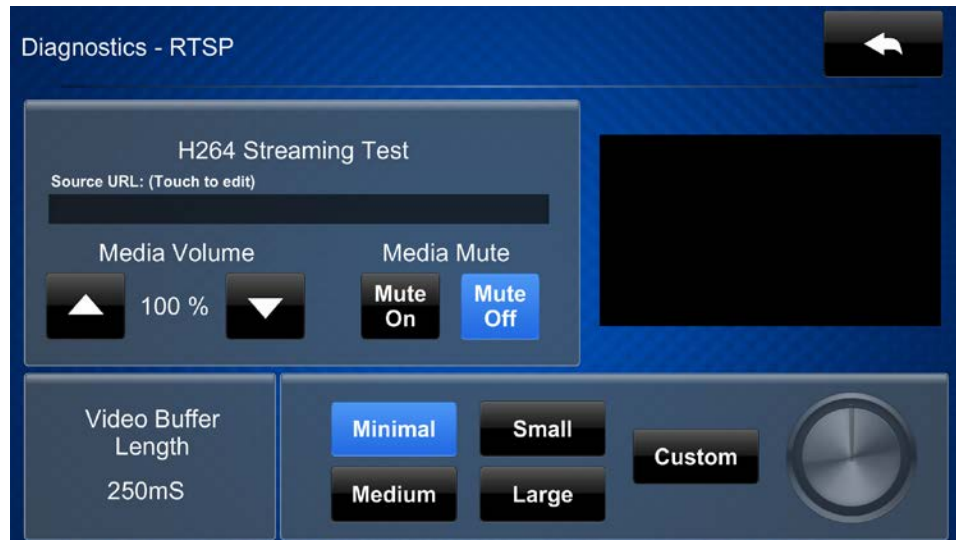 Diagnostics - RTSP
H264 Streaming Test
Source URL: (Touch to edit)
Media Volume
Media Mute
100 %
Mute
On
Mute
Off
Video Buffer
Length
250mS
Minimal
Small
Medium
Large
Custom